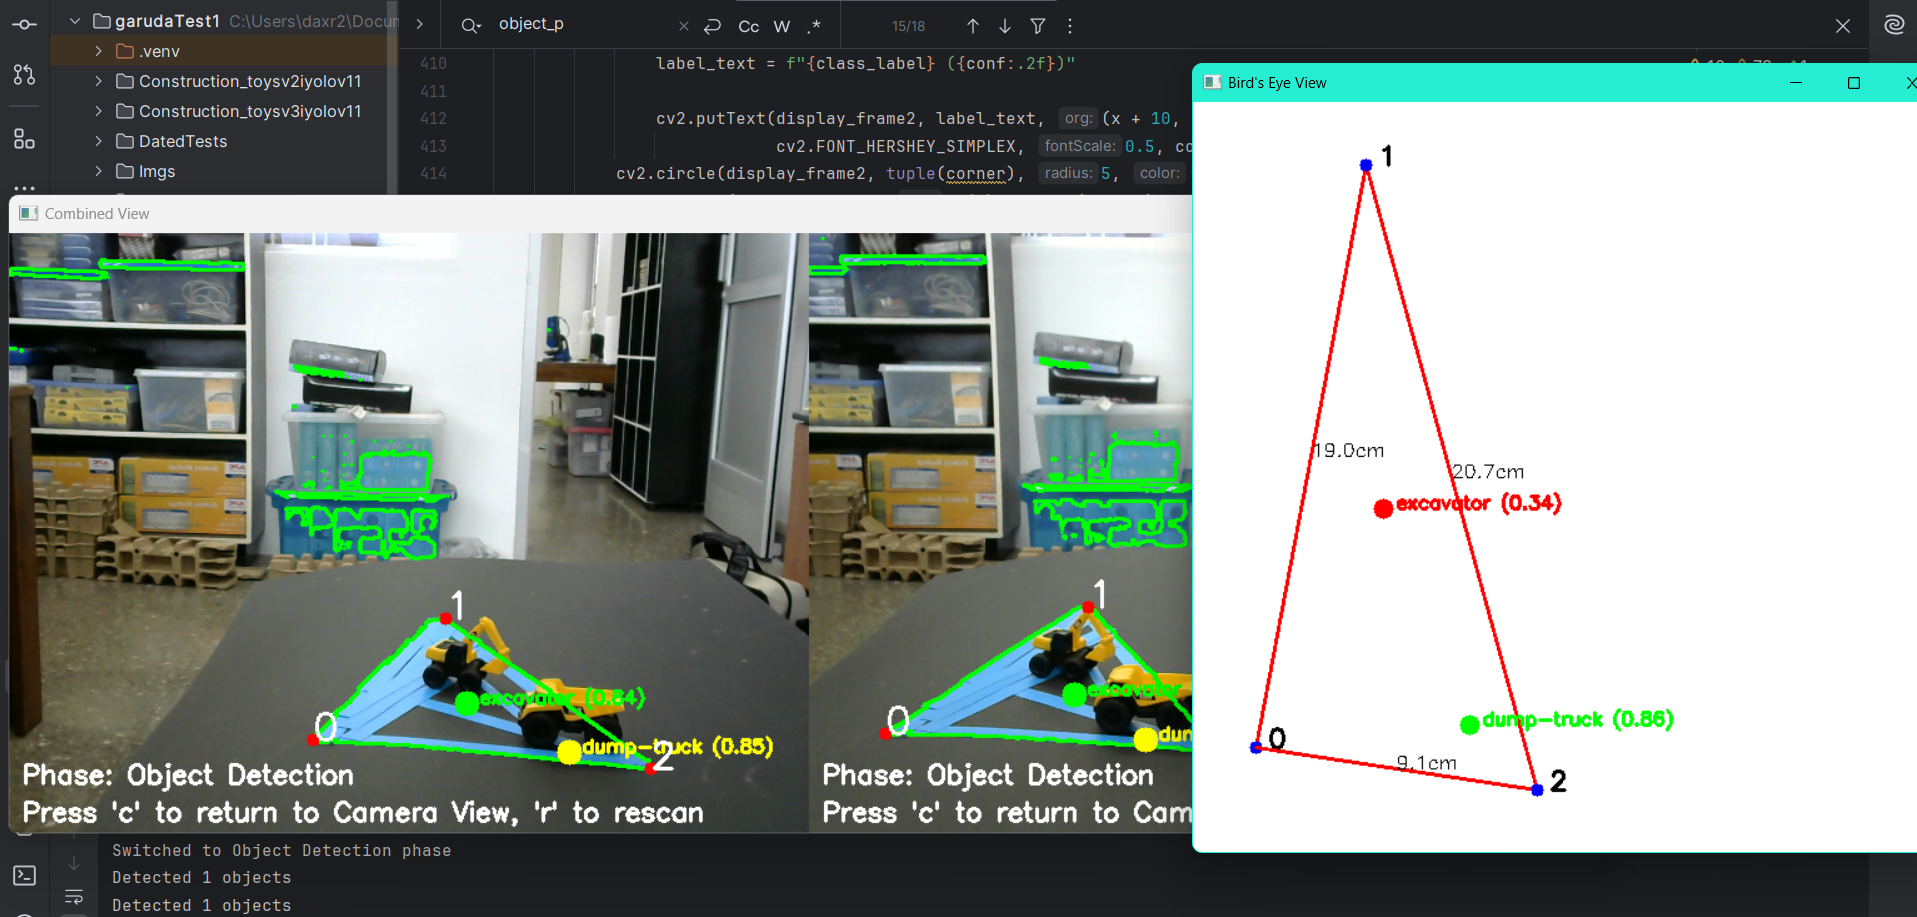 garudaTest1 C:\Users\daxr2\Docu
.venv
Construction_toysv2iyolov11
Construction_toysv3iyolov11
DatedTests
Imgs
object_p
Cc W .*
15/18
410 label_text = f"{class_label} ({conf:.2f})"
411
412 cv2.putText(display_frame2, label_text, org: (x + 10,
413 cv2.FONT_HERSHEY_SIMPLEX, fontScale: 0.5, co
414 cv2.circle(display_frame2, tuple(corner), radius: 5, color:
Combined View
1
excavator (0.84)
0
dump-truck (0.85)
2
Phase: Object Detection
Press 'c' to return to Camera View, 'r' to rescan
1
excavator
0
dum
Phase: Object Detection
Press 'c' to return to Cam
Bird's Eye View
1
19.0cm
20.7cm
excavator (0.34)
dump-truck (0.86)
0
9.1cm
2
Switched to Object Detection phase
Detected 1 objects
Detected 1 objects